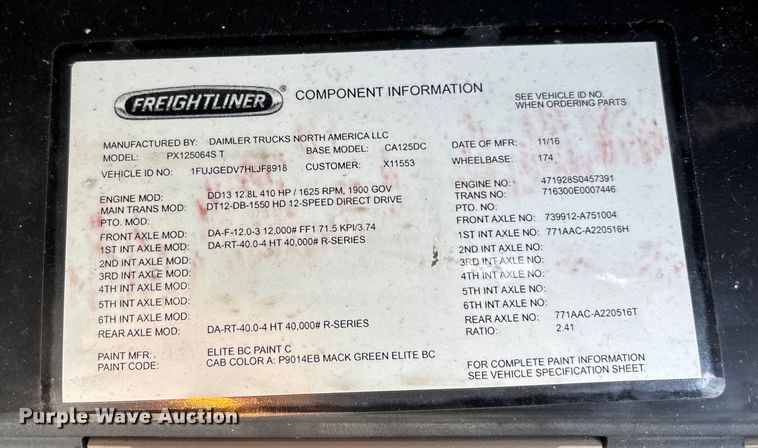 FREIGHTLINER ® COMPONENT INFORMATION
SEE VEHICLE ID NO.
WHEN ORDERING PARTS
MANUFACTURED BY: DAIMLER TRUCKS NORTH AMERICA LLC
MODEL: PX125064S T BASE MODEL: CA125DC DATE OF MFR: 11/16
VEHICLE ID NO: 1FUJGEDV7HLJF8918 CUSTOMER: X11553 WHEELBASE: 174
ENGINE MOD: DD13 12.8L 410 HP / 1625 RPM, 1900 GOV ENGINE NO: 471928S0457391
MAIN TRANS MOD: DT12-DB-1550 HD 12-SPEED DIRECT DRIVE TRANS NO: 716300E0007446
PTO. MOD: PTO. NO:
FRONT AXLE MOD: DA-F-12.0-3 12,000# FF1 71.5 KPI/3.74 FRONT AXLE NO: 739912-A751004
1ST INT AXLE MOD: DA-RT-40.0-4 HT 40,000# R-SERIES 1ST INT AXLE NO: 771AAC-A220516H
2ND INT AXLE MOD: 2ND INT AXLE NO:
3RD INT AXLE MOD: 3RD INT AXLE NO:
4TH INT AXLE MOD: 4TH INT AXLE NO:
5TH INT AXLE MOD: 5TH INT AXLE NO:
6TH INT AXLE MOD: 6TH INT AXLE NO:
REAR AXLE MOD: DA-RT-40.0-4 HT 40,000# R-SERIES REAR AXLE NO: 771AAC-A220516T
RATIO: 2.41
PAINT MFR. ELITE BC PAINT C
PAINT CODE: CAB COLOR A: P9014EB MACK GREEN ELITE BC
FOR COMPLETE PAINT INFORMATION
SEE VEHICLE SPECIFICATION SHEET.
Purple Wave Auction